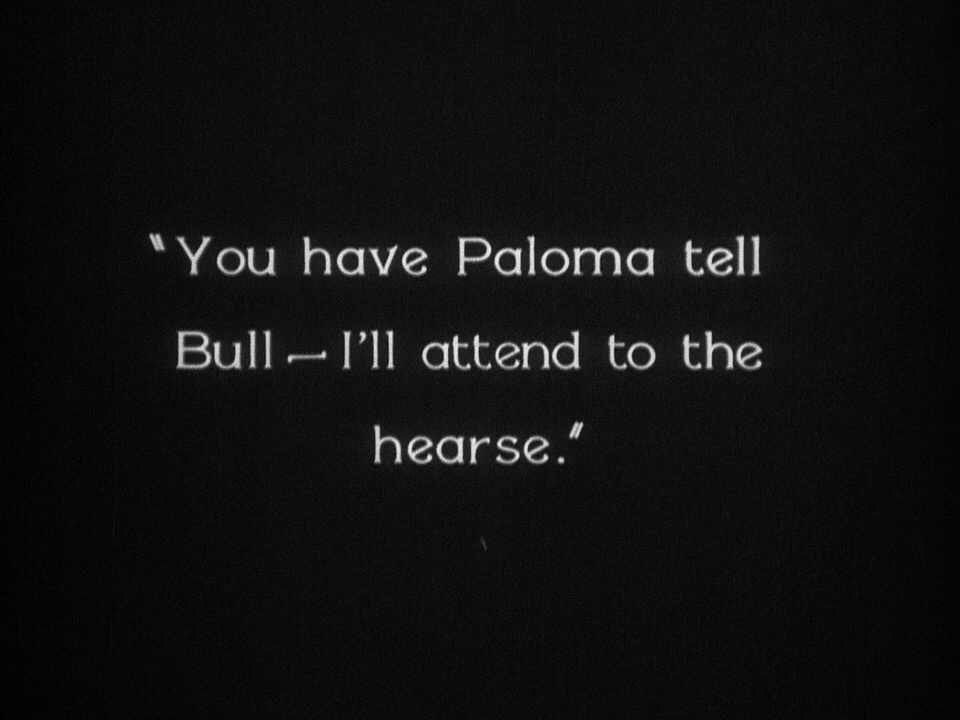 "You have Paloma tell
Bull — I'll attend to the
hearse."